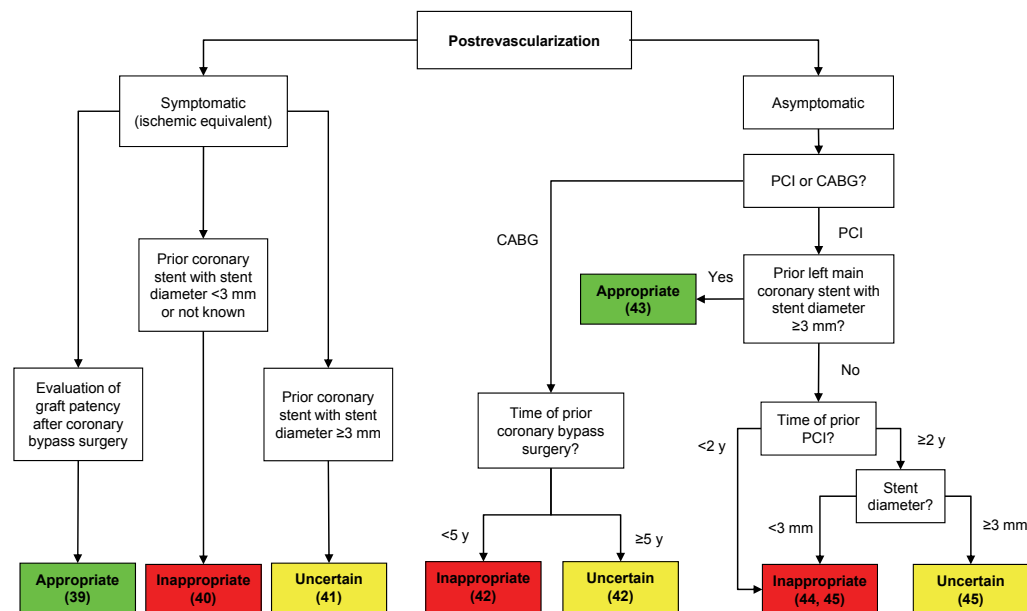 Postrevascularization
Symptomatic
(ischemic equivalent)
Asymptomatic
PCI or CABG?
CABG
PCI
Prior coronary
stent with stent
diameter <3 mm
or not known
Yes
Appropriate
(43)
Prior left main
coronary stent with
stent diameter
≥3 mm?
No
Evaluation of
graft patency
after coronary
bypass surgery
Prior coronary
stent with stent
diameter ≥3 mm
Time of prior
coronary bypass
surgery?
Time of prior
PCI?
<2 y
≥2 y
Stent
diameter?
<5 y
≥5 y
<3 mm
≥3 mm
Appropriate
(39)
Inappropriate
(40)
Uncertain
(41)
Inappropriate
(42)
Uncertain
(42)
Inappropriate
(44, 45)
Uncertain
(45)